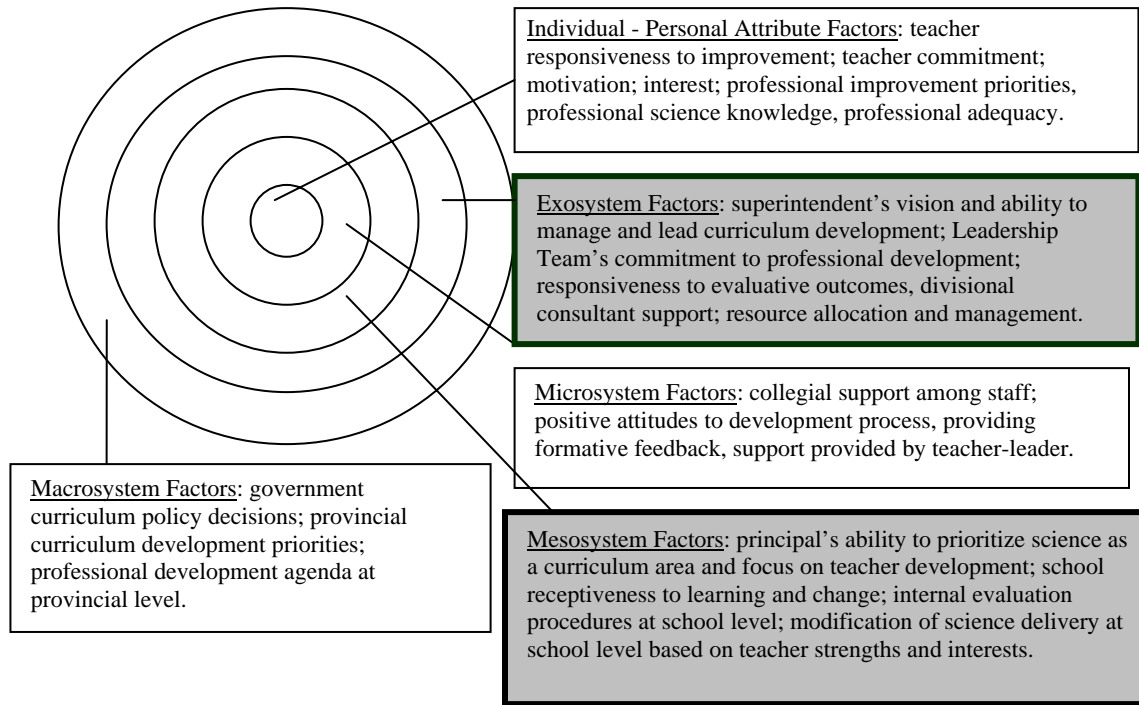 Individual - Personal Attribute Factors: teacher
responsiveness to improvement; teacher commitment;
motivation; interest; professional improvement priorities,
professional science knowledge, professional adequacy.
Exosystem Factors: superintendent’s vision and ability to
manage and lead curriculum development; Leadership
Team’s commitment to professional development;
responsiveness to evaluative outcomes, divisional
consultant support; resource allocation and management.
Microsystem Factors: collegial support among staff;
positive attitudes to development process, providing
formative feedback, support provided by teacher-leader.
Macrosystem Factors: government
curriculum policy decisions; provincial
curriculum development priorities;
professional development agenda at
provincial level.
Mesosystem Factors: principal’s ability to prioritize science as
a curriculum area and focus on teacher development; school
receptiveness to learning and change; internal evaluation
procedures at school level; modification of science delivery at
school level based on teacher strengths and interests.